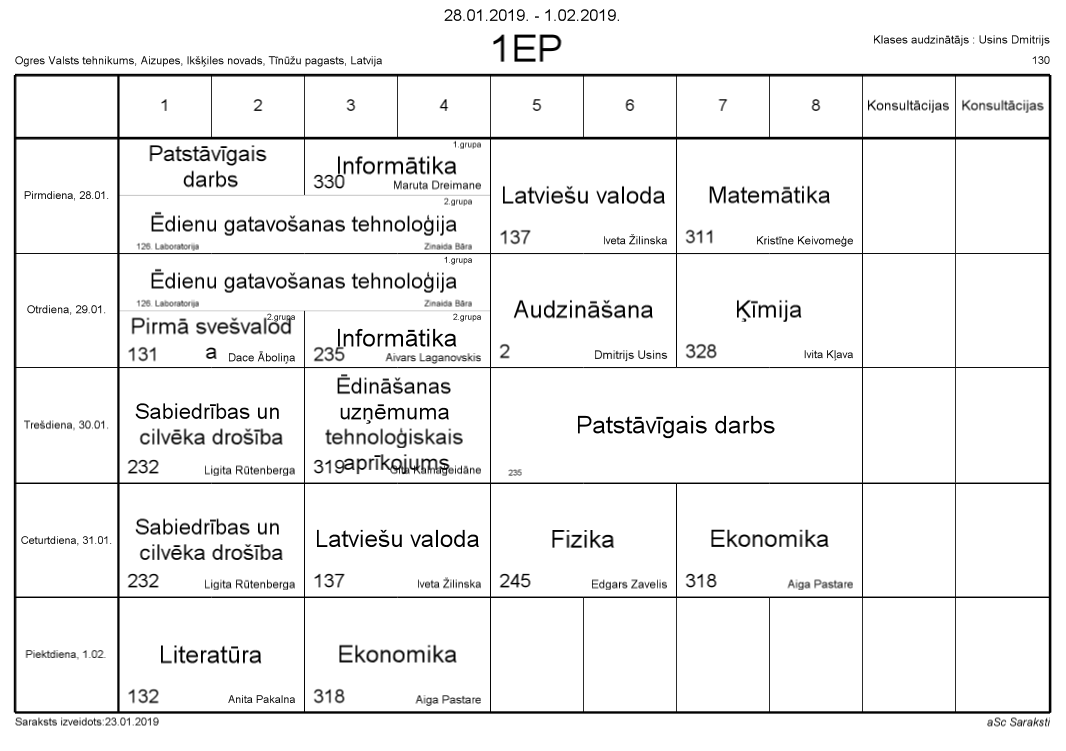 28.01.2019. - 1.02.2019.
1EP
Klases audzinātājs : Usins Dmitrijs
Ogres Valsts tehnikums, Aizupes, Ikšķiles novads, Tīnūžu pagasts, Latvija
130
1 2 3 4 5 6 7 8 Konsultācijas Konsultācijas
Pirmdiena, 28.01.
Patstāvīgais
darbs
1.grupa
Informātika
330 Maruta Dreimane
2.grupa
Ēdienu gatavošanas tehnoloģija
126. Laboratorija Zinaida Bāra
Latviešu valoda
137 Iveta Žilinska
Matemātika
311 Kristīne Keivomeģe
Otrdiena, 29.01.
1.grupa
Ēdienu gatavošanas tehnoloģija
126. Laboratorija Zinaida Bāra
2.grupa
Pirmā svešvalod
a
131 Dace Āboliņa
2.grupa
Informātika
235 Aivars Laganovskis
Audzināšana
2 Dmitrijs Usins
Ķīmija
328 Ivita Kļava
Trešdiena, 30.01.
Sabiedrības un
cilvēka drošība
232 Ligita Rūtenberga
Ēdināšanas
uzņēmuma
tehnoloģiskais
aprīkojums
319
Patstāvīgais darbs
235
Ceturtdiena, 31.01.
Sabiedrības un
cilvēka drošība
232 Ligita Rūtenberga
Latviešu valoda
137 Iveta Žilinska
Fizika
245 Edgars Zavelis
Ekonomika
318 Aiga Pastare
Piektdiena, 1.02.
Literatūra
132 Anita Pakalna
Ekonomika
318 Aiga Pastare
Saraksts izveidots:23.01.2019
aSc Saraksti